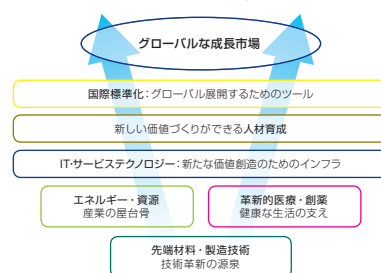 グローバルな成長市場
国際標準化：グローバル展開するためのツール
新しい価値づくりができる人材育成
IT・サービステクノロジー：新たな価値創造のためのインフラ
エネルギー・資源
産業の屋台骨
革新的医療・創薬
健康な生活の支え
先端材料・製造技術
技術革新の源泉